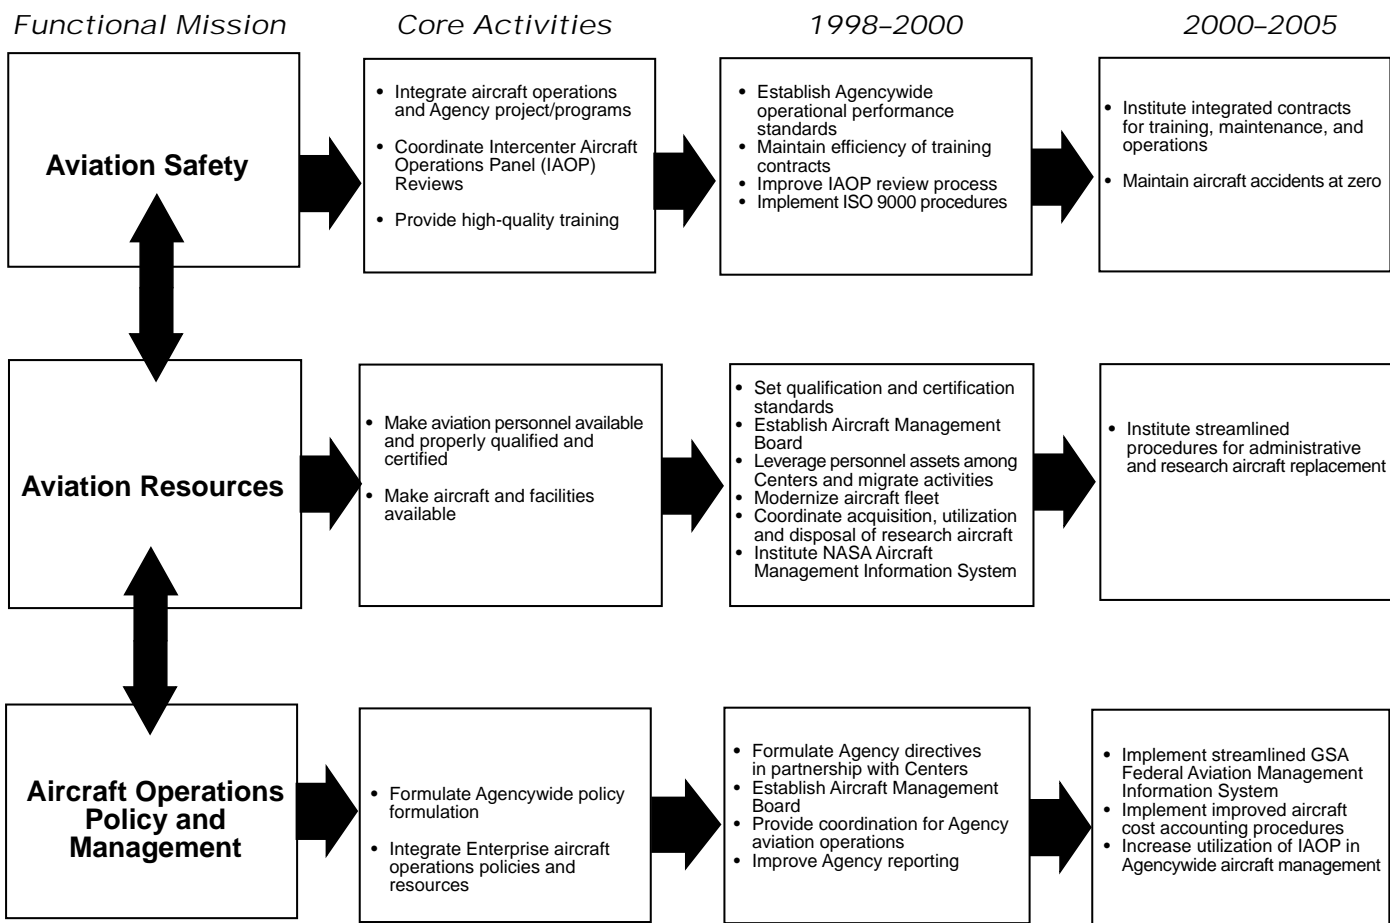 Functional Mission
Core Activities
1998–2000
2000–2005
Aviation Safety
• Integrate aircraft operations
and Agency project/programs
• Coordinate Intercenter Aircraft
Operations Panel (IAOP)
Reviews
• Provide high-quality training
• Establish Agencywide
operational performance
standards
• Maintain efficiency of training
contracts
• Improve IAOP review process
• Implement ISO 9000 procedures
• Institute integrated contracts
for training, maintenance, and
operations
• Maintain aircraft accidents at zero
Aviation Resources
• Make aviation personnel available
and properly qualified and
certified
• Make aircraft and facilities
available
• Set qualification and certification
standards
• Establish Aircraft Management
Board
• Leverage personnel assets among
Centers and migrate activities
• Modernize aircraft fleet
• Coordinate acquisition, utilization
and disposal of research aircraft
• Institute NASA Aircraft
Management Information System
• Institute streamlined
procedures for administrative
and research aircraft replacement
Aircraft Operations
Policy and
Management
• Formulate Agencywide policy
formulation
• Integrate Enterprise aircraft
operations policies and
resources
• Formulate Agency directives
in partnership with Centers
• Establish Aircraft Management
Board
• Provide coordination for Agency
aviation operations
• Improve Agency reporting
• Implement streamlined GSA
Federal Aviation Management
Information System
• Implement improved aircraft
cost accounting procedures
• Increase utilization of IAOP in
Agencywide aircraft management